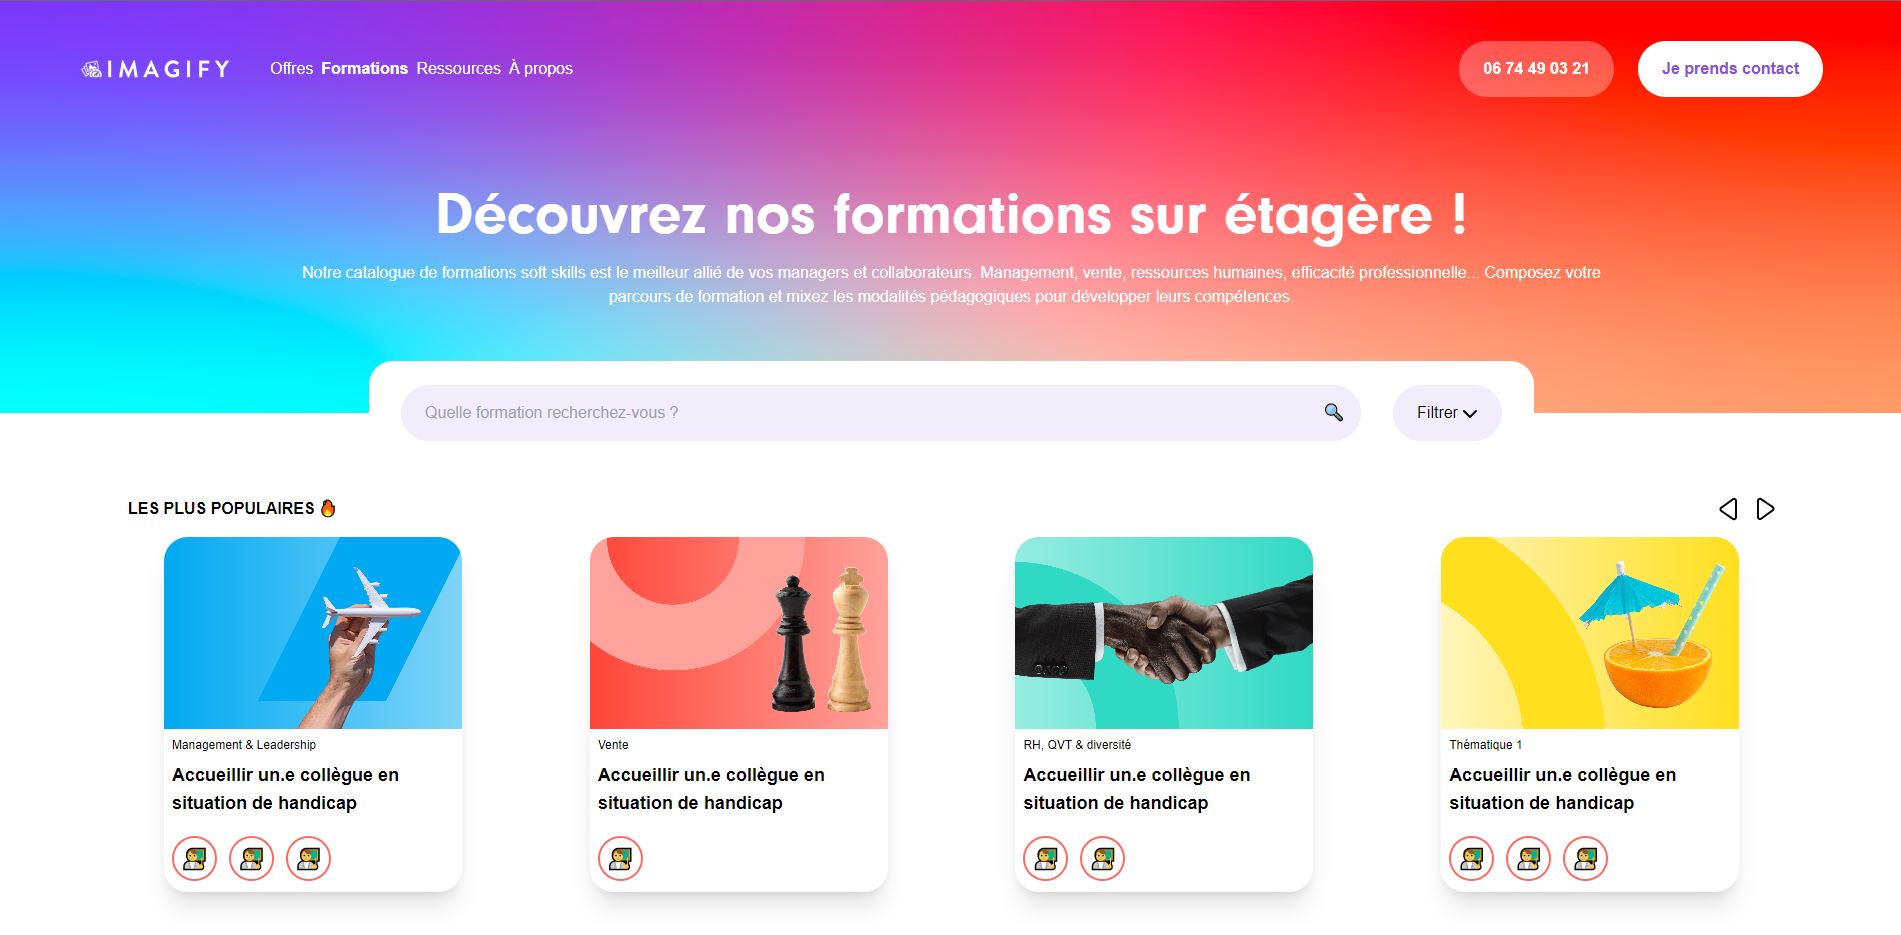 IMAGIFY
Offres Formations Ressources À propos
06 74 49 03 21
Je prends contact
Découvrez nos formations sur étagère !
Notre catalogue de formations soft skills est le meilleur allié de vos managers et collaborateurs. Management, vente, ressources humaines, efficacité professionnelle... Composez votre
parcours de formation et mixez les modalités pédagogiques pour développer leurs compétences.
Quelle formation recherchez-vous ?
Filtrer
LES PLUS POPULAIRES 🔥
Management & Leadership
Accueillir un.e collègue en
situation de handicap
Vente
Accueillir un.e collègue en
situation de handicap
RH, QVT & diversité
Accueillir un.e collègue en
situation de handicap
Thématique 1
Accueillir un.e collègue en
situation de handicap